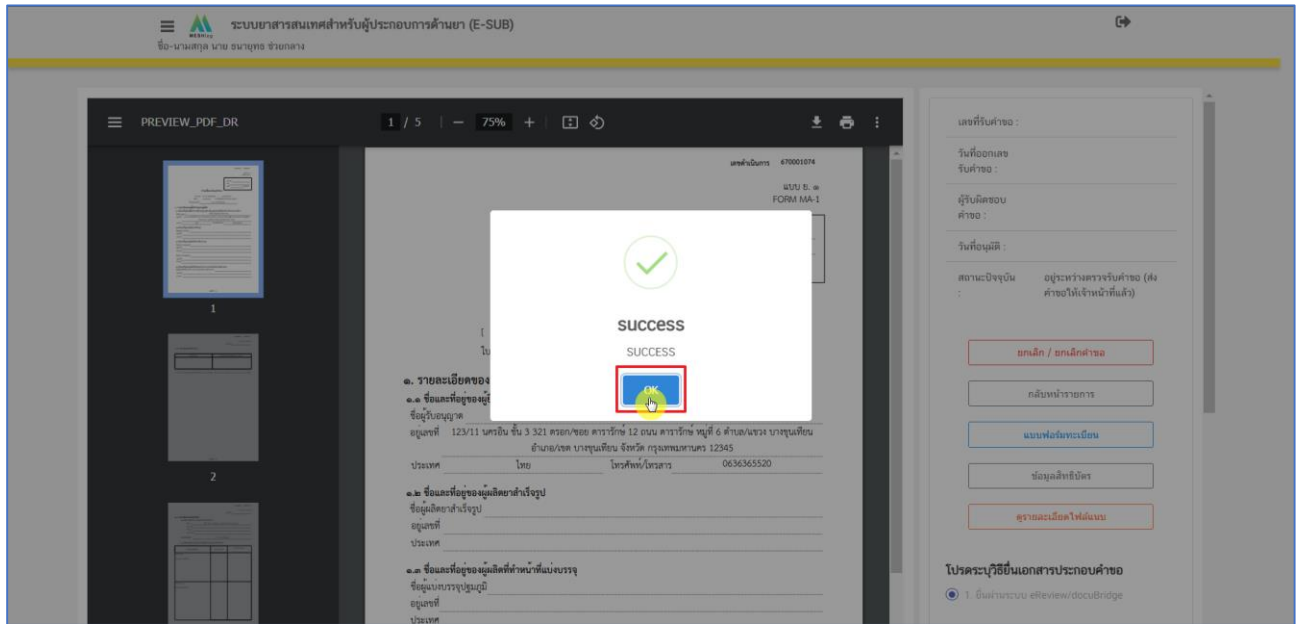 ระบบยาสารสนเทศสำหรับผู้ประกอบการด้านยา (E-SUB)
ชื่อ-นามสกุล นาย ธนายุทธ ช่วยกลาง
PREVIEW_PDF_DR
1 / 5 | − 75% +
1
2
เลขดำเนินการ 670001074
แบบ ย. ๑
FORM MA-1
success
SUCCESS
OK
๑. รายละเอียดของ
๑.๑ ชื่อและที่อยู่ของผู้
ชื่อผู้รับอนุญาต
อยู่เลขที่ 123/11 นครอิน ชั้น 3 321 ตรอก/ซอย ดารารักษ์ 12 ถนน ดารารักษ์ หมู่ที่ 6 ตำบล/แขวง บางขุนเทียน
อำเภอ/เขต บางขุนเทียน จังหวัด กรุงเทพมหานคร 12345
ประเทศ ไทย โทรศัพท์/โทรสาร 0636365520
๑.๒ ชื่อและที่อยู่ของผู้ผลิตยาสำเร็จรูป
ชื่อผู้ผลิตยาสำเร็จรูป
อยู่เลขที่
ประเทศ
๑.๓ ชื่อและที่อยู่ของผู้ผลิตที่ทำหน้าที่แบ่งบรรจุ
ชื่อผู้แบ่งบรรจุปฐมภูมิ
อยู่เลขที่
ประเทศ
เลขที่รับคำขอ :
วันที่ออกเลข
รับคำขอ :
ผู้รับผิดชอบ
คำขอ :
วันที่อนุมัติ :
สถานะปัจจุบัน อยู่ระหว่างตรวจรับคำขอ (ส่ง
: คำขอให้เจ้าหน้าที่แล้ว)
ยกเลิก / ยกเลิกคำขอ
กลับหน้ารายการ
แบบฟอร์มทะเบียน
ข้อมูลสิทธิบัตร
ดูรายละเอียดไฟล์แนบ
โปรดระบุวิธียื่นเอกสารประกอบคำขอ
1. ยื่นผ่านระบบ eReview/docuBridge